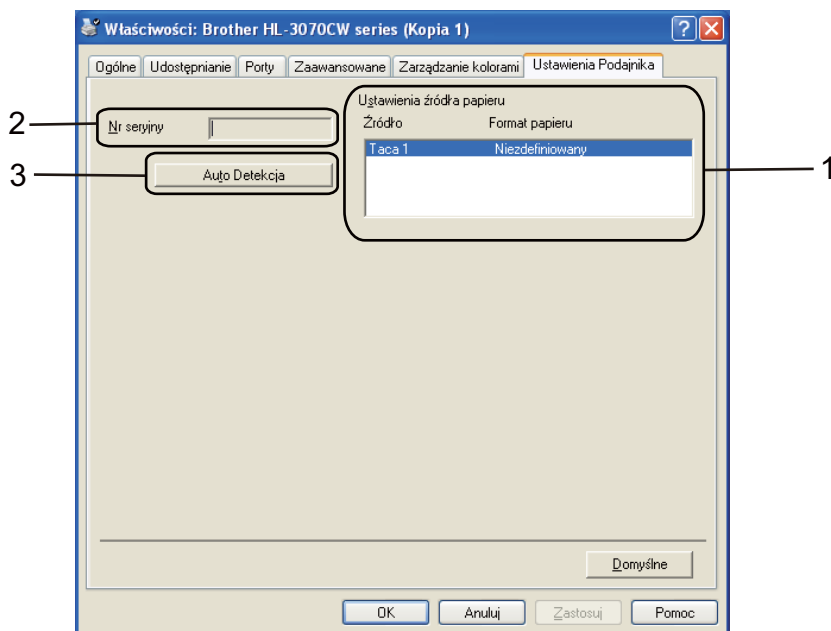 Właściwości: Brother HL-3070CW series (Kopia 1)
Ogólne Udostępnianie Porty Zaawansowane Zarządzanie kolorami Ustawienia Podajnika
2
Nr seryjny
3
Auto Detekcja
Ustawienia źródła papieru
Źródło Format papieru
Taca 1 Niezdefiniowany
1
Domyślne
OK Anuluj Zastosuj Pomoc